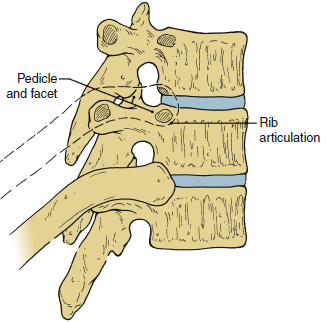 Pedicle
and facet
Rib
articulation